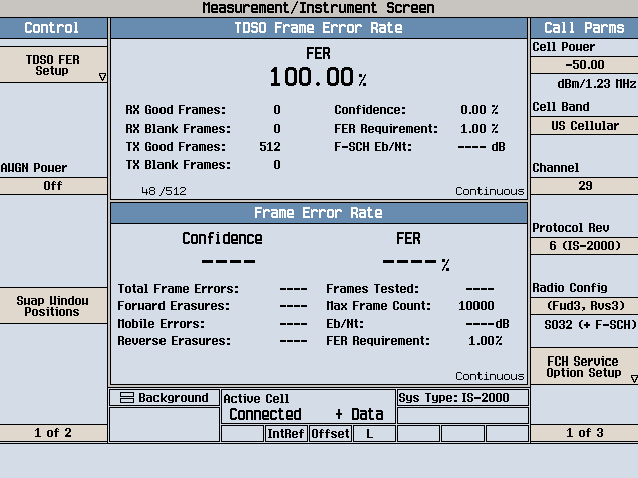 Measurement/Instrument Screen
Control
TDSO FER
Setup
AWGN Power
Off
Swap Window
Positions
1 of 2
TDSO Frame Error Rate
FER
100.00 %
RX Good Frames: 0
RX Blank Frames: 0
TX Good Frames: 512
TX Blank Frames: 0
Confidence: 0.00 %
FER Requirement: 1.00 %
F-SCH Eb/Nt: ---- dB
48 /512
Continuous
Frame Error Rate
Confidence
----
FER
---- %
Total Frame Errors: ----
Forward Erasures: ----
Mobile Errors: ----
Reverse Erasures: ----
Frames Tested: ----
Max Frame Count: 10000
Eb/Nt: ---- dB
FER Requirement: 1.00%
Continuous
Background
Active Cell
Connected + Data
Sys Type: IS-2000
IntRef Offset L
Call Parms
Cell Power
-50.00
dBm/1.23 MHz
Cell Band
US Cellular
Channel
29
Protocol Rev
6 (IS-2000)
Radio Config
(Fwd3, Rvs3)
SO32 (+ F-SCH)
FCH Service
Option Setup
1 of 3